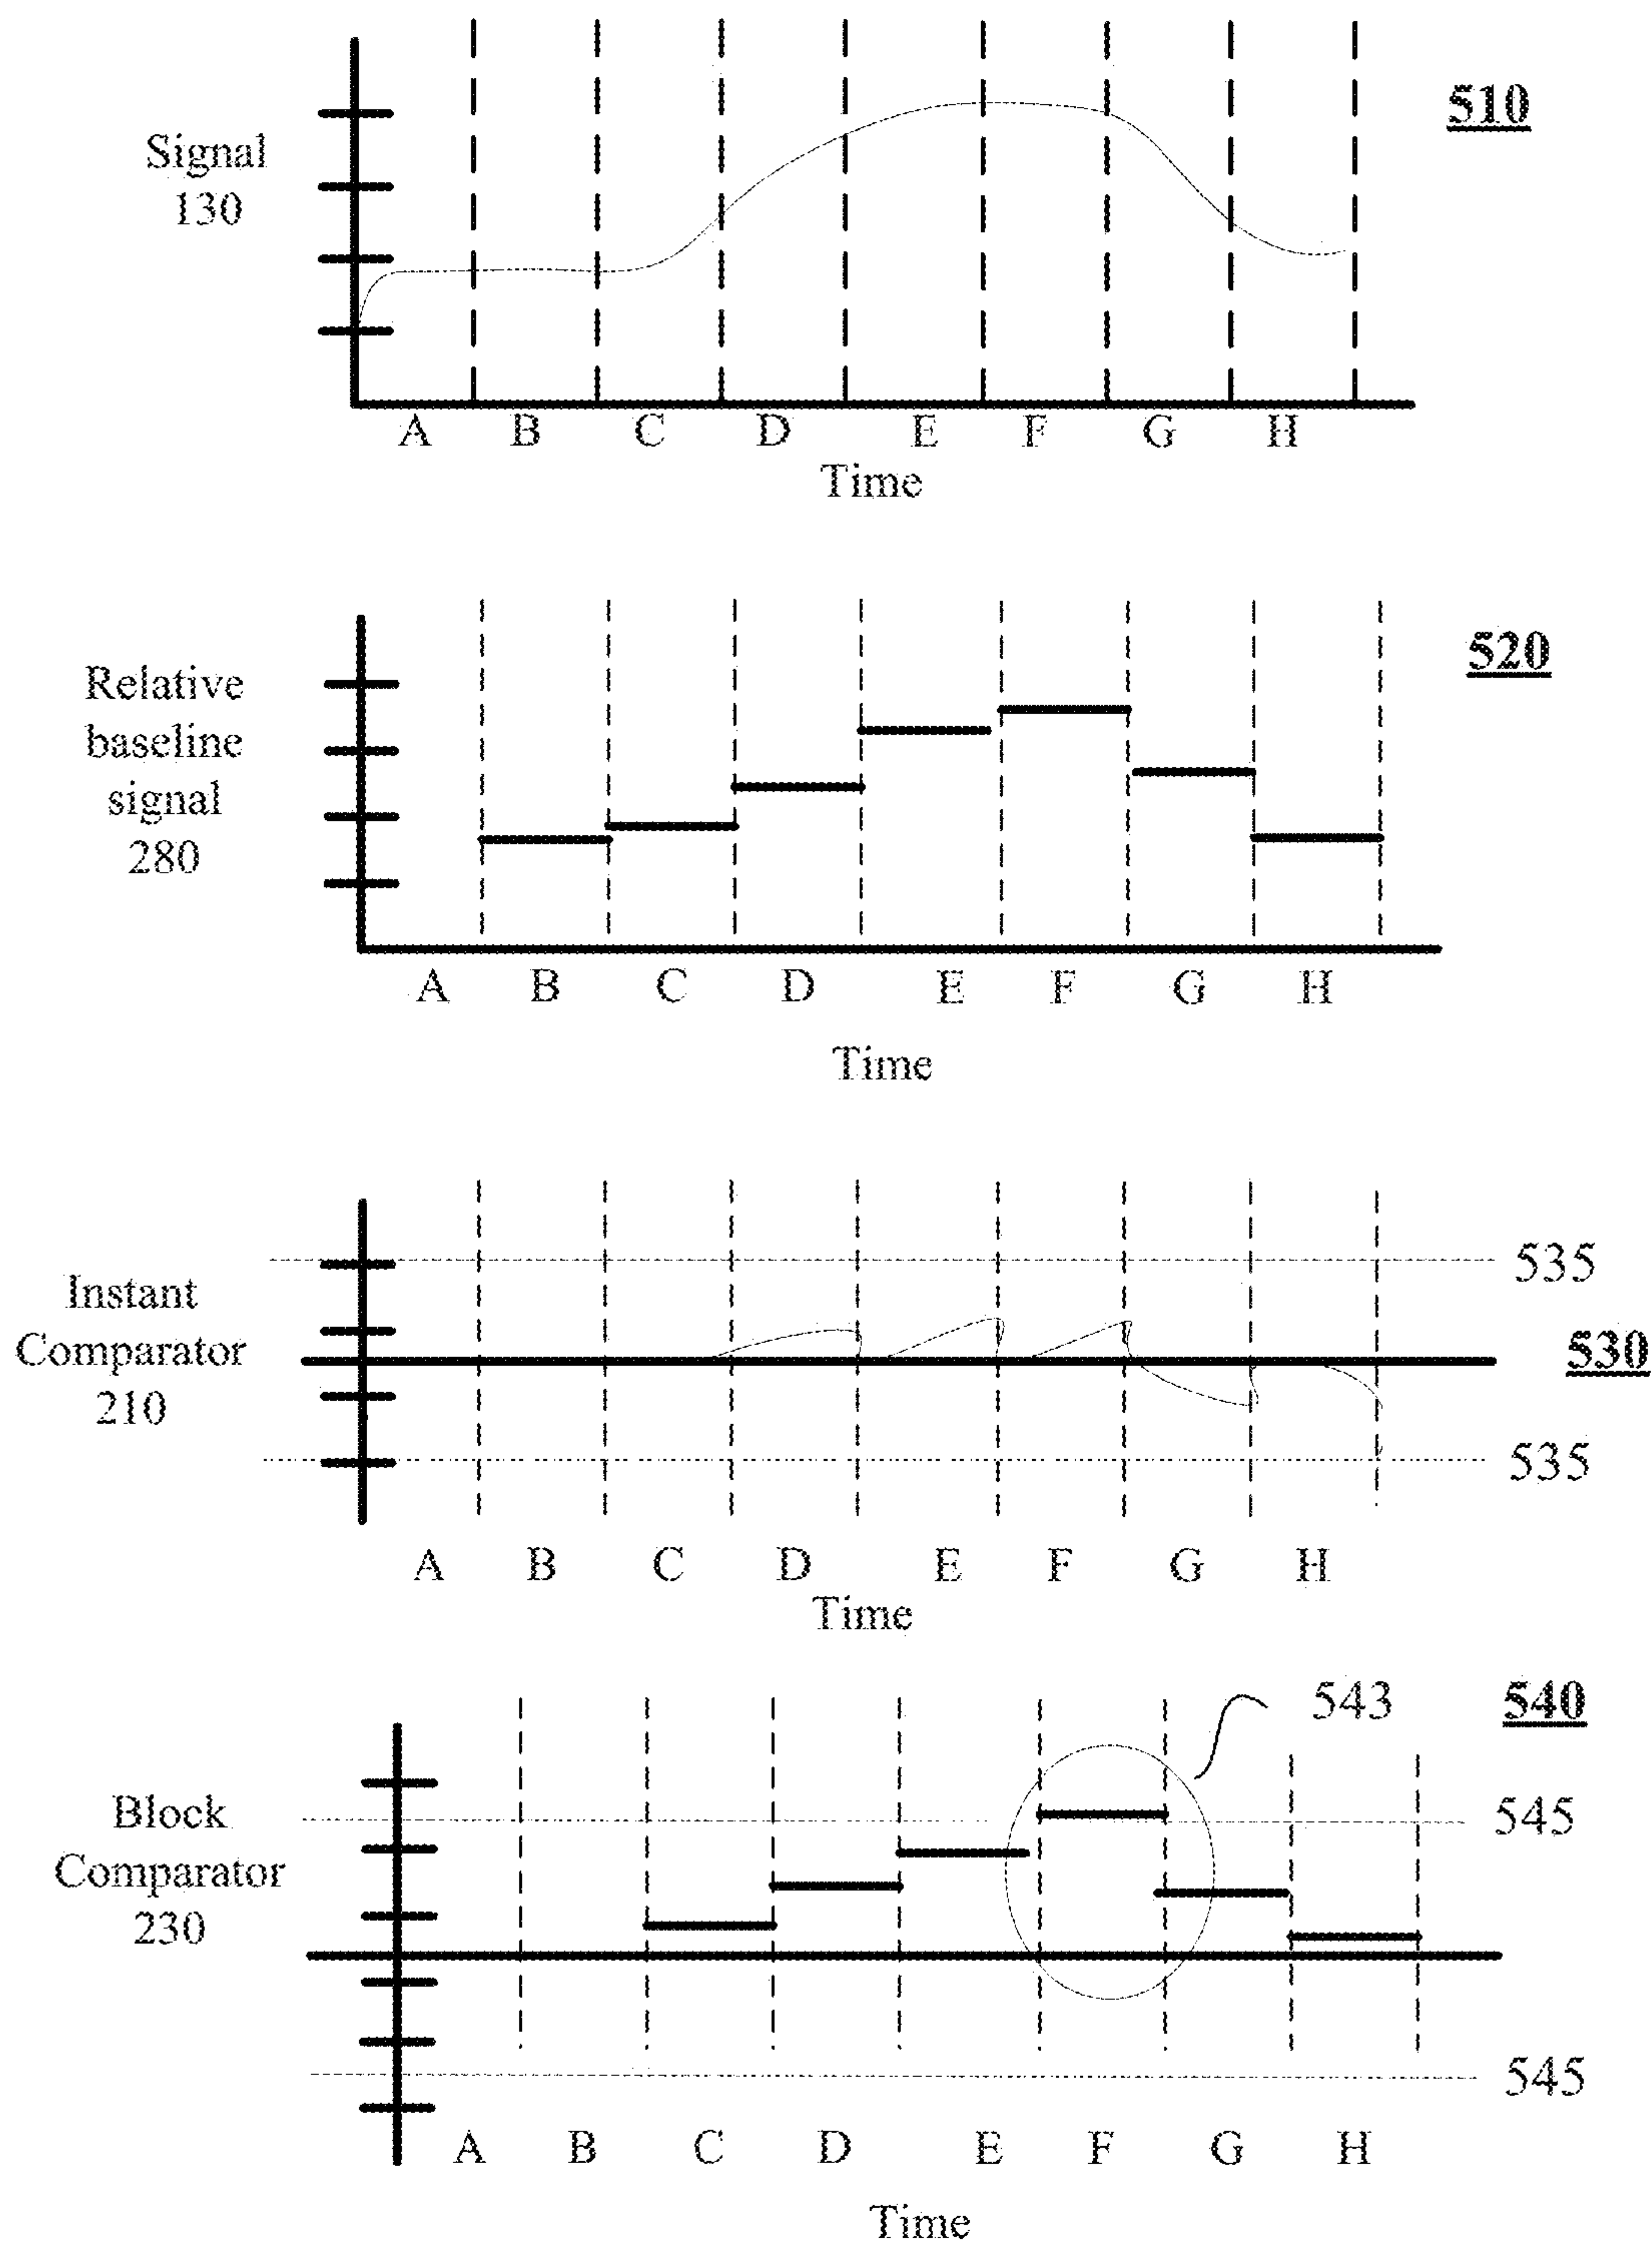 510
Signal
130
A B C D E F G H
Time
520
Relative
baseline
signal
280
A B C D E F G H
Time
535
Instant
Comparator
210
530
535
A B C D E F G H
Time
543 540
Block
Comparator
230
545
545
A B C D E F G H
Time